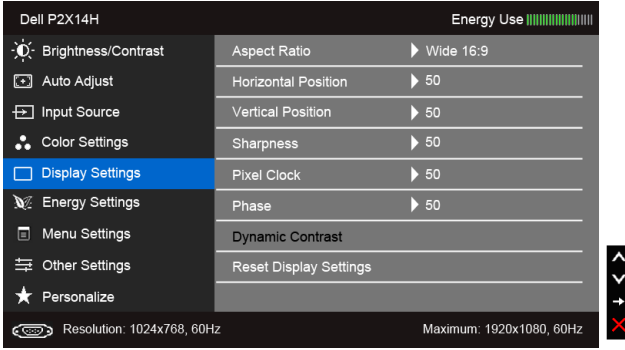 Dell P2X14H Energy Use
Brightness/Contrast Aspect Ratio Wide 16:9
Auto Adjust Horizontal Position 50
Input Source Vertical Position 50
Color Settings Sharpness 50
Display Settings Pixel Clock 50
Energy Settings Phase 50
Menu Settings Dynamic Contrast
Other Settings Reset Display Settings
Personalize
Resolution: 1024x768, 60Hz Maximum: 1920x1080, 60Hz